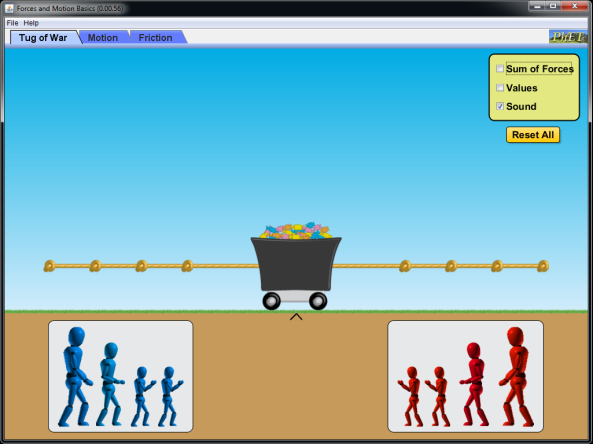 Forces and Motion Basics (0.00.56)
File Help
Tug of War Motion Friction
PhET
Sum of Forces
Values
Sound
Reset All